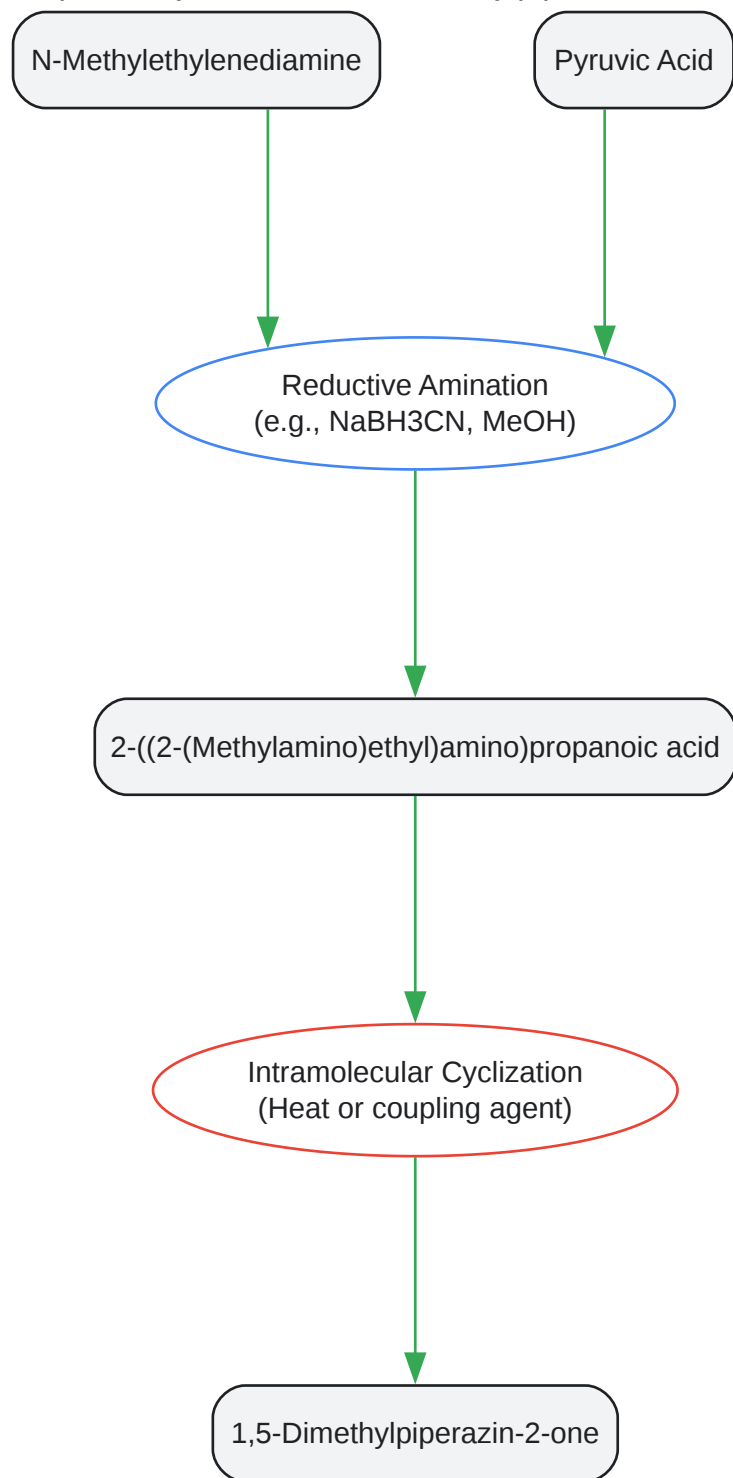 N-Methylethylenediamine
Pyruvic Acid
Reductive Amination
(e.g., NaBH3CN, MeOH)
2-((2-(Methylamino)ethyl)amino)propanoic acid
Intramolecular Cyclization
(Heat or coupling agent)
1,5-Dimethylpiperazin-2-one